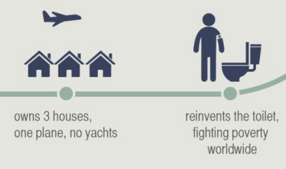 owns 3 houses,
one plane, no yachts
reinvents the toilet,
fighting poverty
worldwide